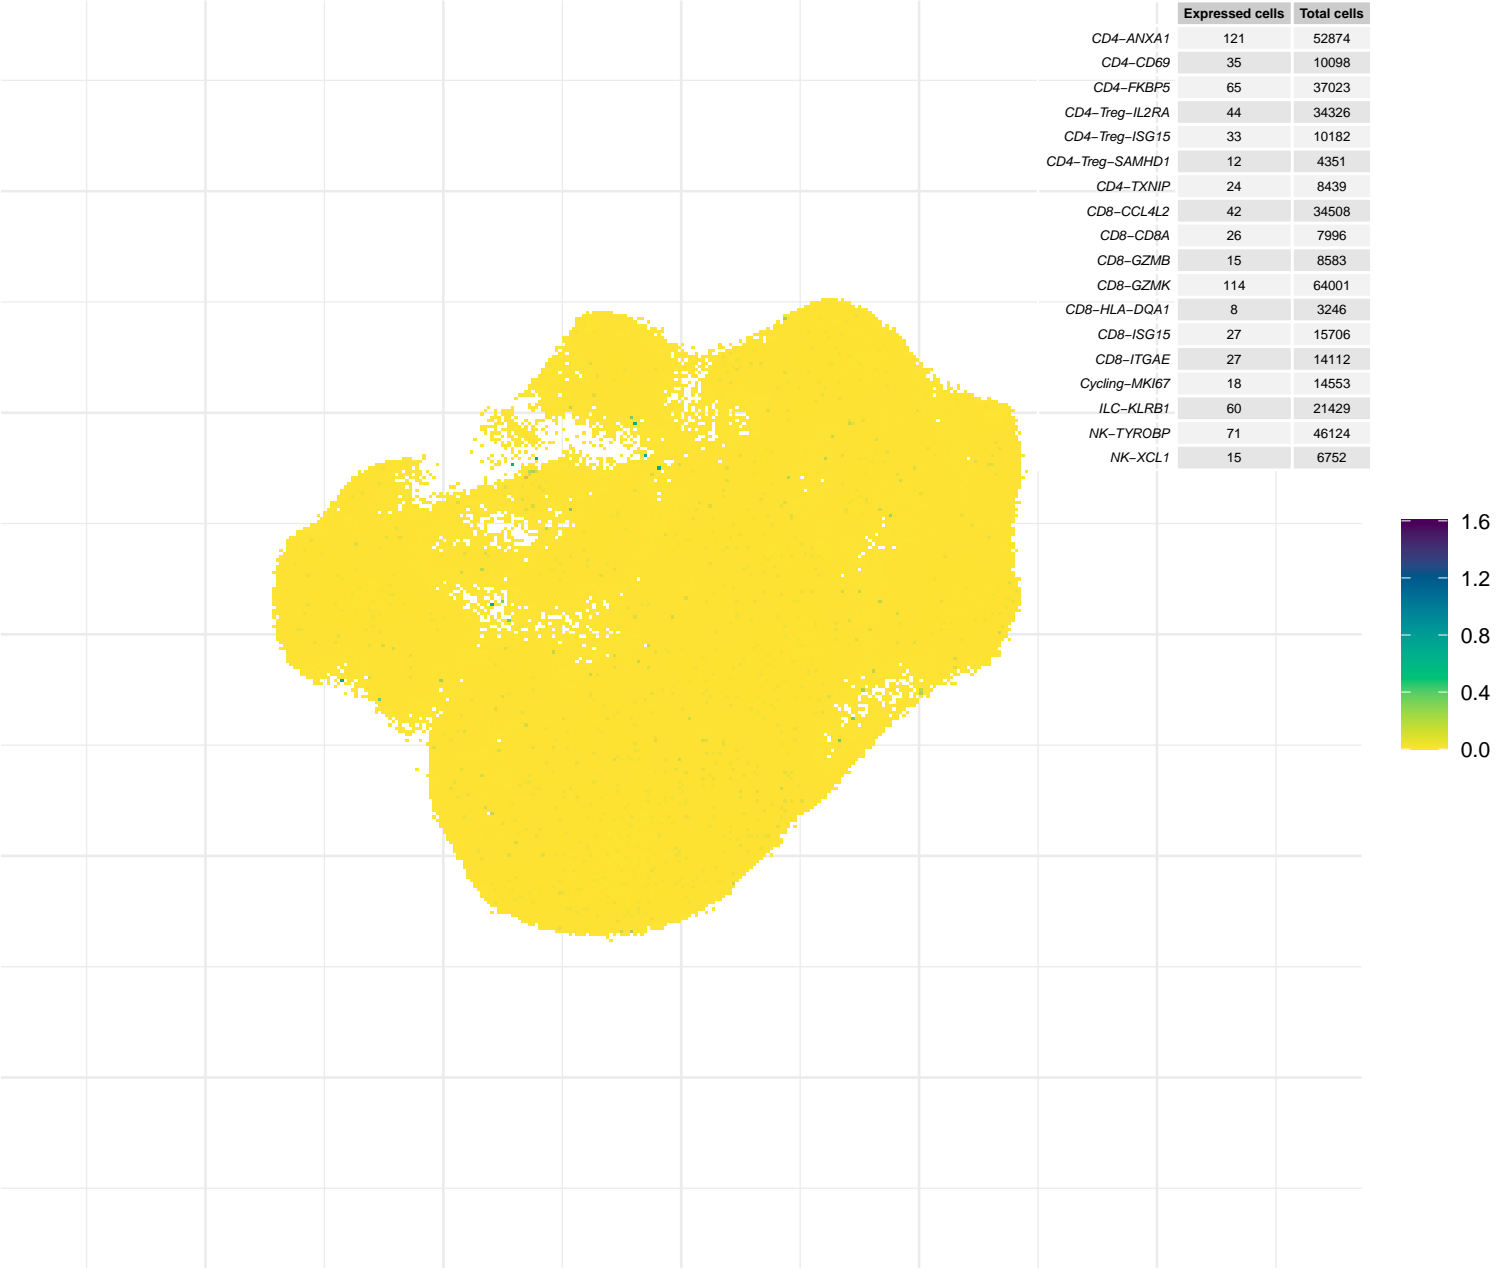 Expressed cells Total cells
CD4−ANXA1 121 52874
CD4−CD69 35 10098
CD4−FKBP5 65 37023
CD4−Treg−IL2RA 44 34326
CD4−Treg−ISG15 33 10182
CD4−Treg−SAMHD1 12 4351
CD4−TXNIP 24 8439
CD8−CCL4L2 42 34508
CD8−CD8A 26 7996
CD8−GZMB 15 8583
CD8−GZMK 114 64001
CD8−HLA−DQA1 8 3246
CD8−ISG15 27 15706
CD8−ITGAE 27 14112
Cycling−MKI67 18 14553
ILC−KLRB1 60 21429
NK−TYROBP 71 46124
NK−XCL1 15 6752
1.6
1.2
0.8
0.4
0.0